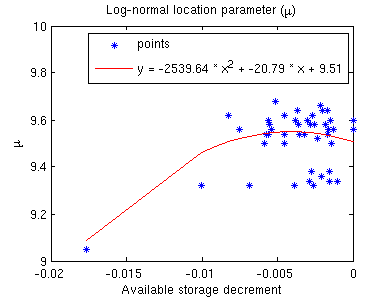 Log-normal location parameter (μ)
10
9.8
9.6
9.4
9.2
9
μ
points
y = -2539.64 * x² + -20.79 * x + 9.51
-0.02 -0.015 -0.01 -0.005 0
Available storage decrement